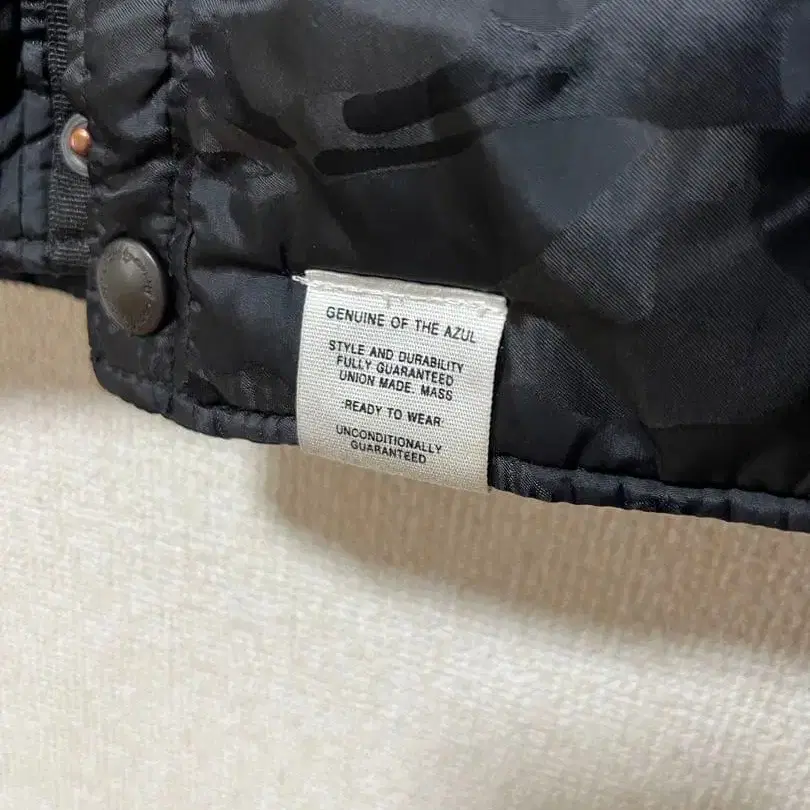 GENUINE OF THE AZUL
STYLE AND DURABILITY
FULLY GUARANTEED
UNION MADE. MASS
·READY TO WEAR·
UNCONDITIONALLY
GUARANTEED